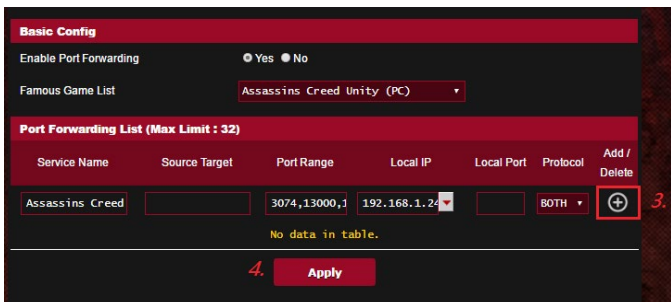 Basic Config
Enable Port Forwarding Yes No
Famous Game List Assassins Creed Unity (PC)
Port Forwarding List (Max Limit : 32)
Service Name Source Target Port Range Local IP Local Port Protocol Add / Delete
Assassins Creed 3074,13000,1 192.168.1.24 BOTH 3.
No data in table.
4. Apply